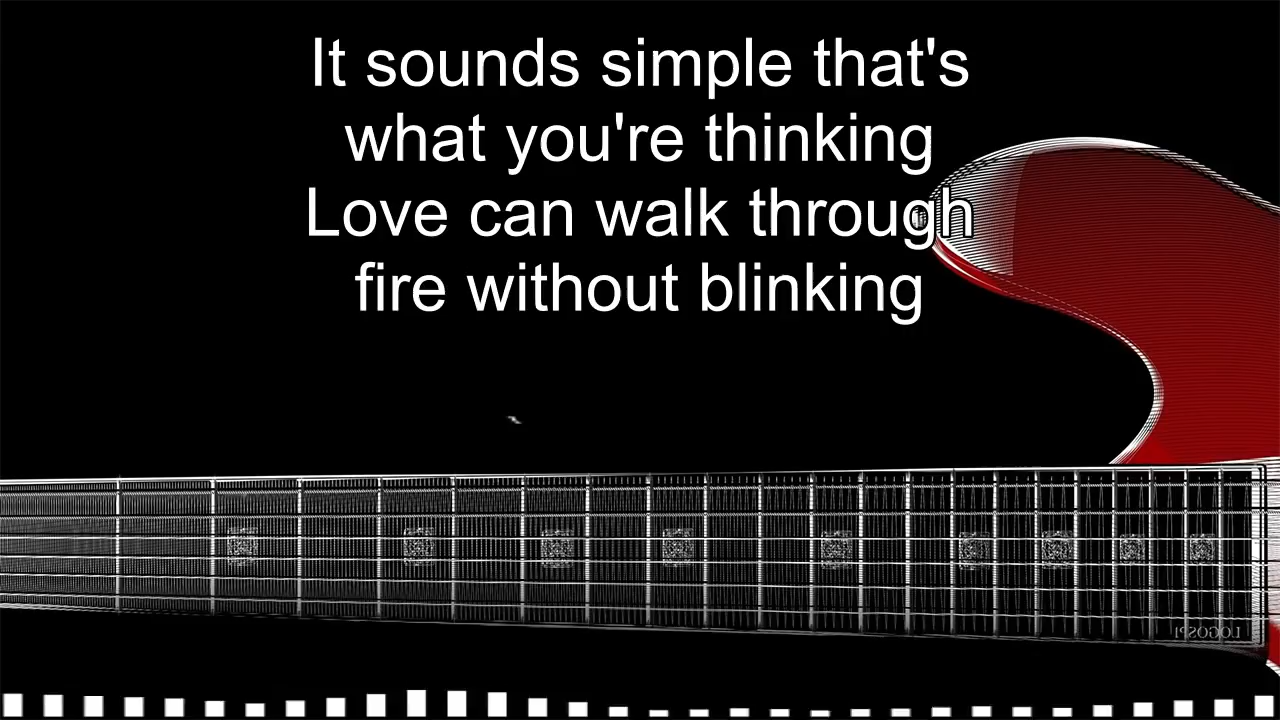 It sounds simple that's
what you're thinking
Love can walk through
fire without blinking